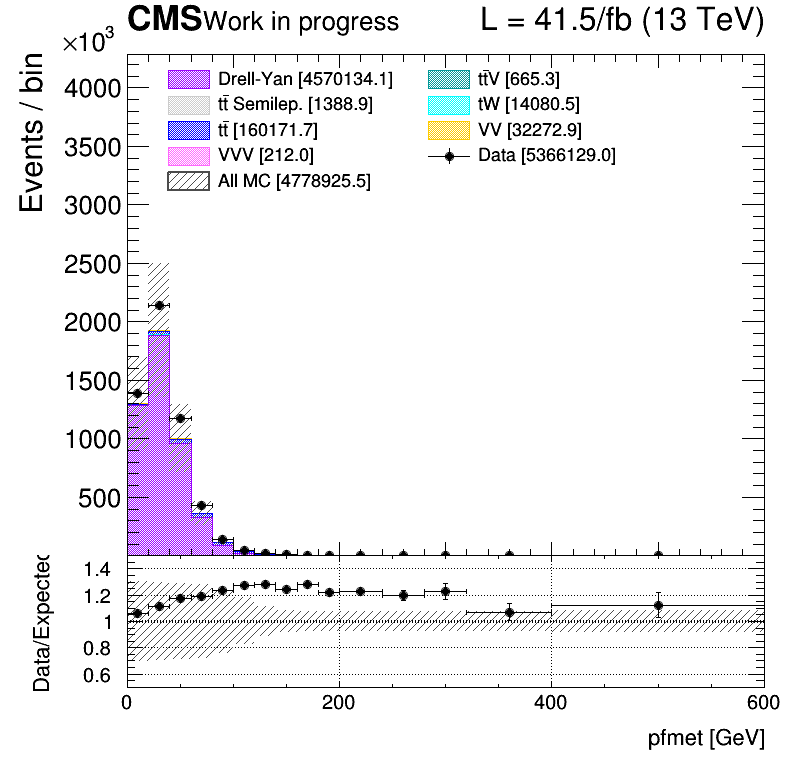 CMS Work in progress L = 41.5/fb (13 TeV)
×10³
Events / bin
4000
3500
3000
2500
2000
1500
1000
500
Drell-Yan [4570134.1]
tt̄ Semilep. [1388.9]
tt̄ [160171.7]
VVV [212.0]
All MC [4778925.5]
tt̄V [665.3]
tW [14080.5]
VV [32272.9]
Data [5366129.0]
Data/Expected
1.4
1.2
1
0.8
0.6
0 200 400 600
pfmet [GeV]